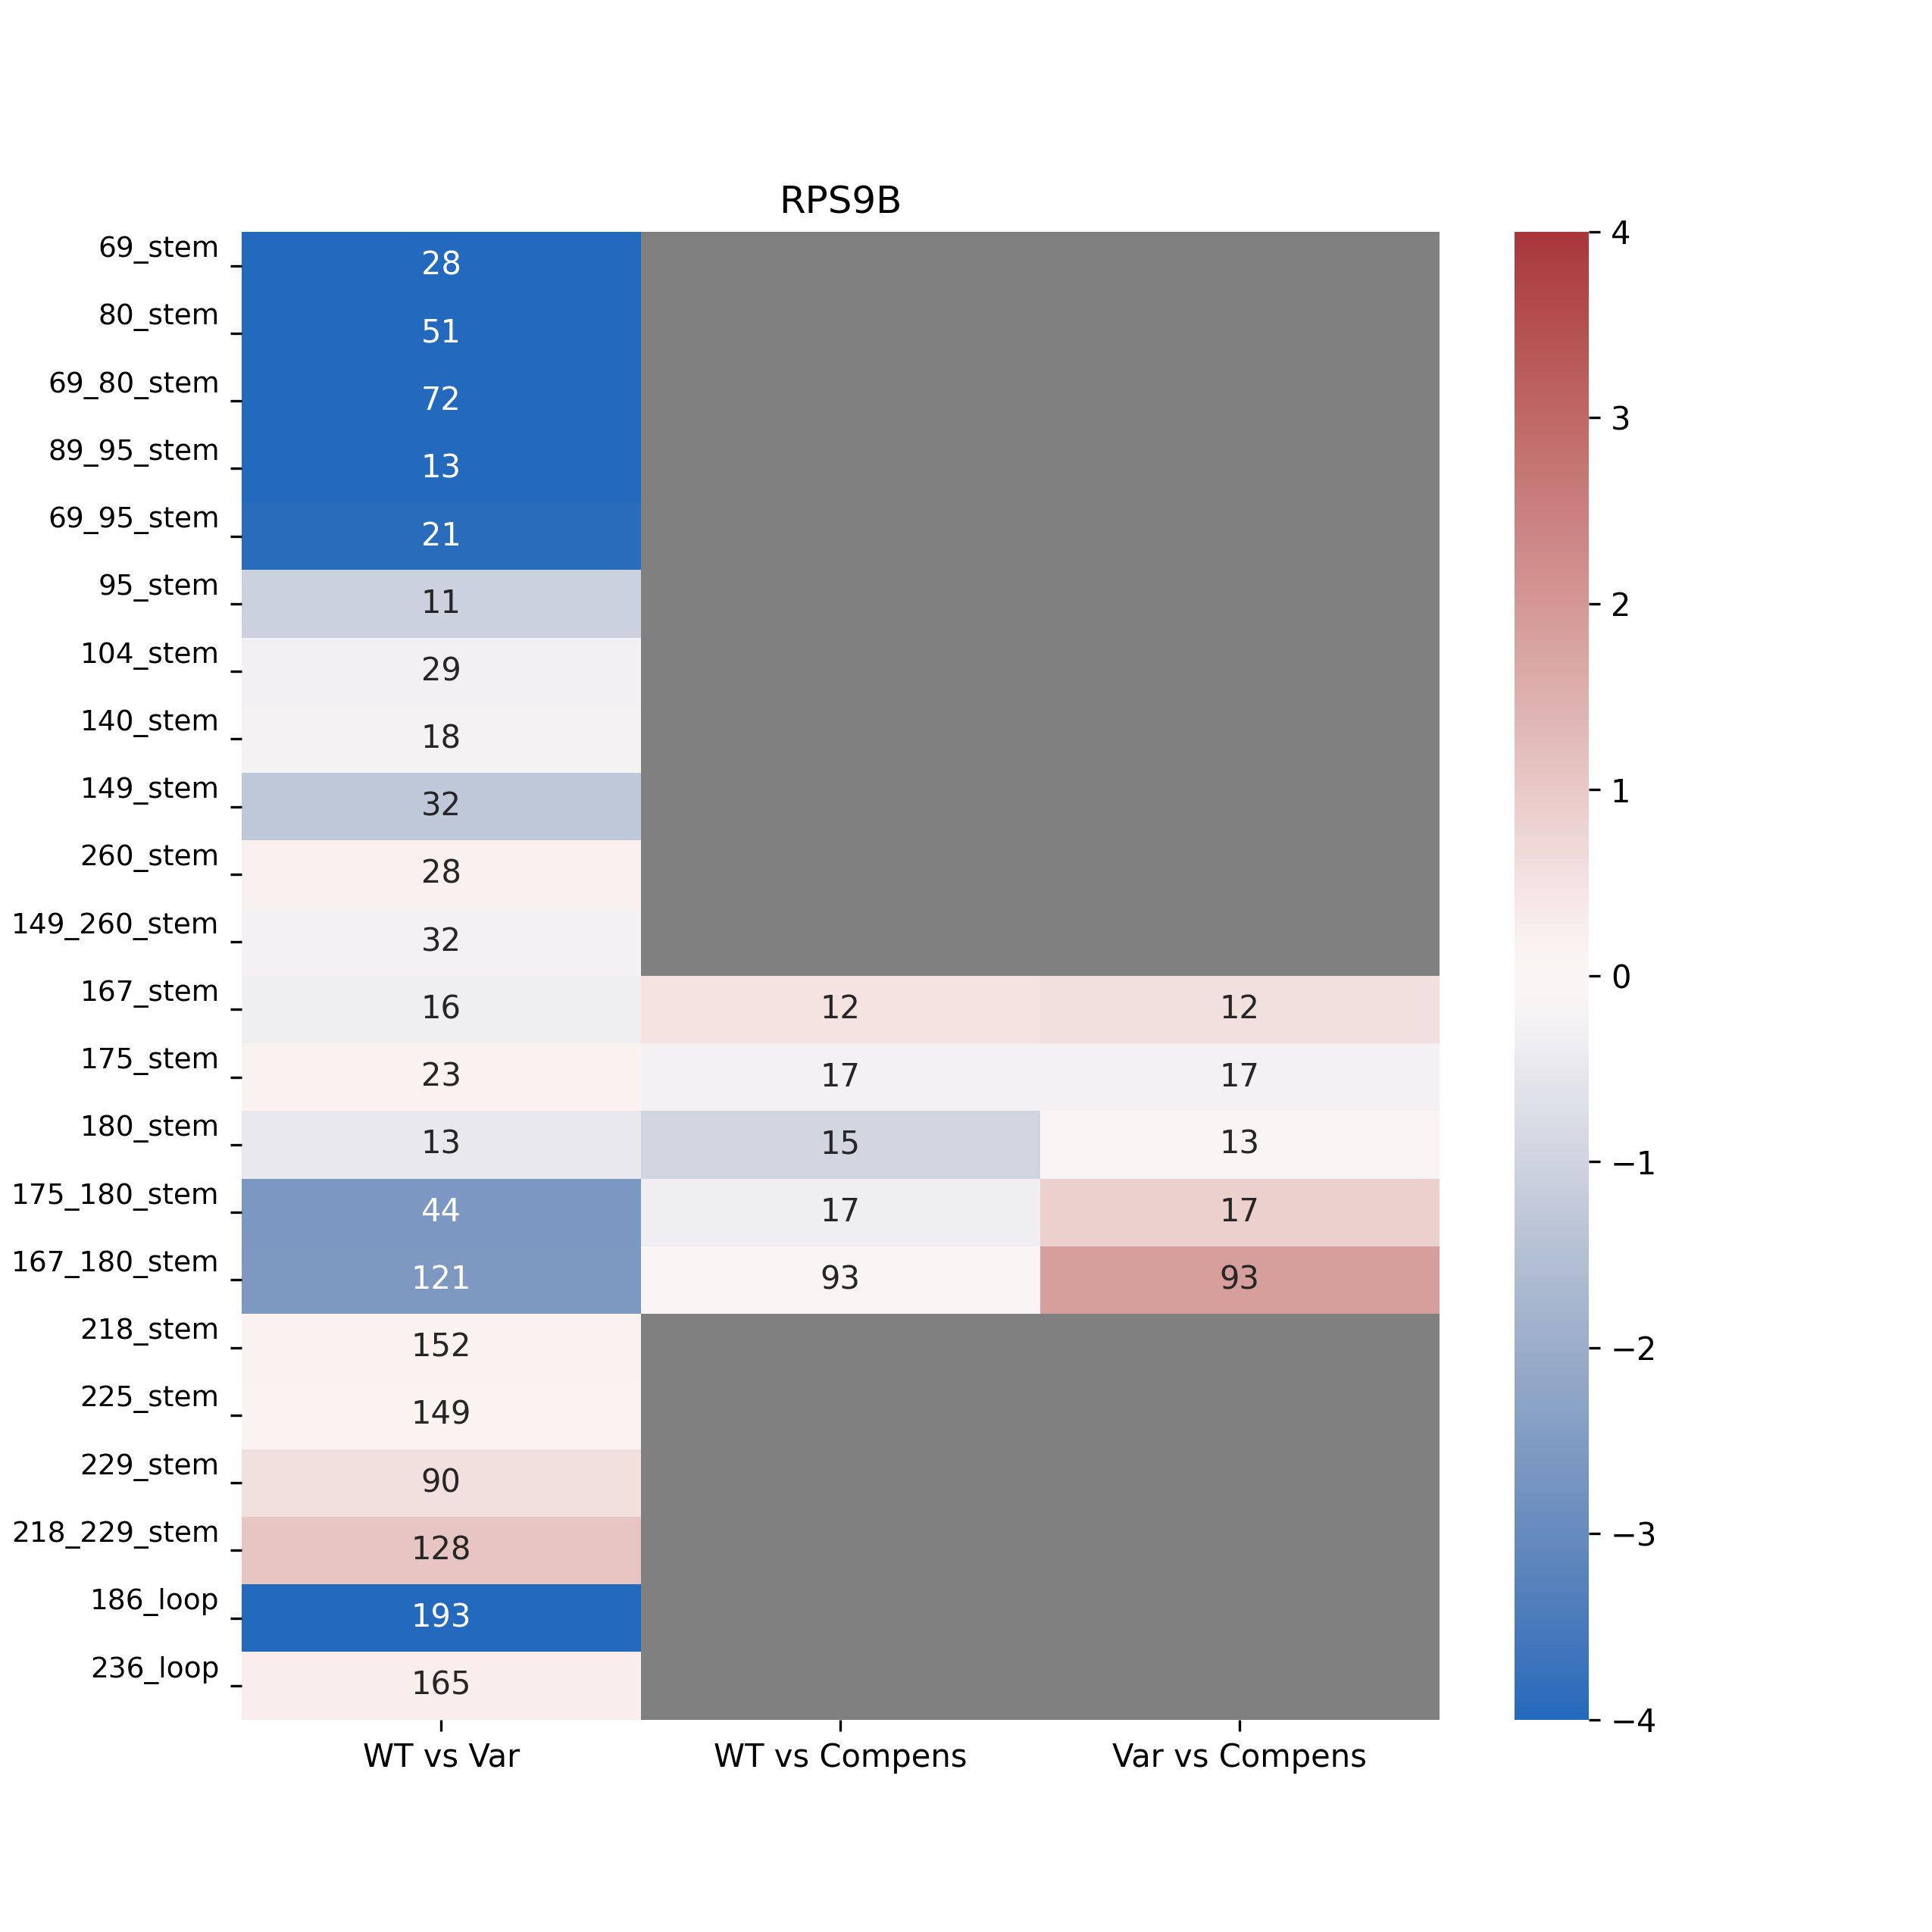 RPS9B
69_stem 28
80_stem 51
69_80_stem 72
89_95_stem 13
69_95_stem 21
95_stem 11
104_stem 29
140_stem 18
149_stem 32
260_stem 28
149_260_stem 32
167_stem 16 12 12
175_stem 23 17 17
180_stem 13 15 13
175_180_stem 44 17 17
167_180_stem 121 93 93
218_stem 152
225_stem 149
229_stem 90
218_229_stem 128
186_loop 193
236_loop 165
WT vs Var WT vs Compens Var vs Compens
4
3
2
1
0
−1
−2
−3
−4